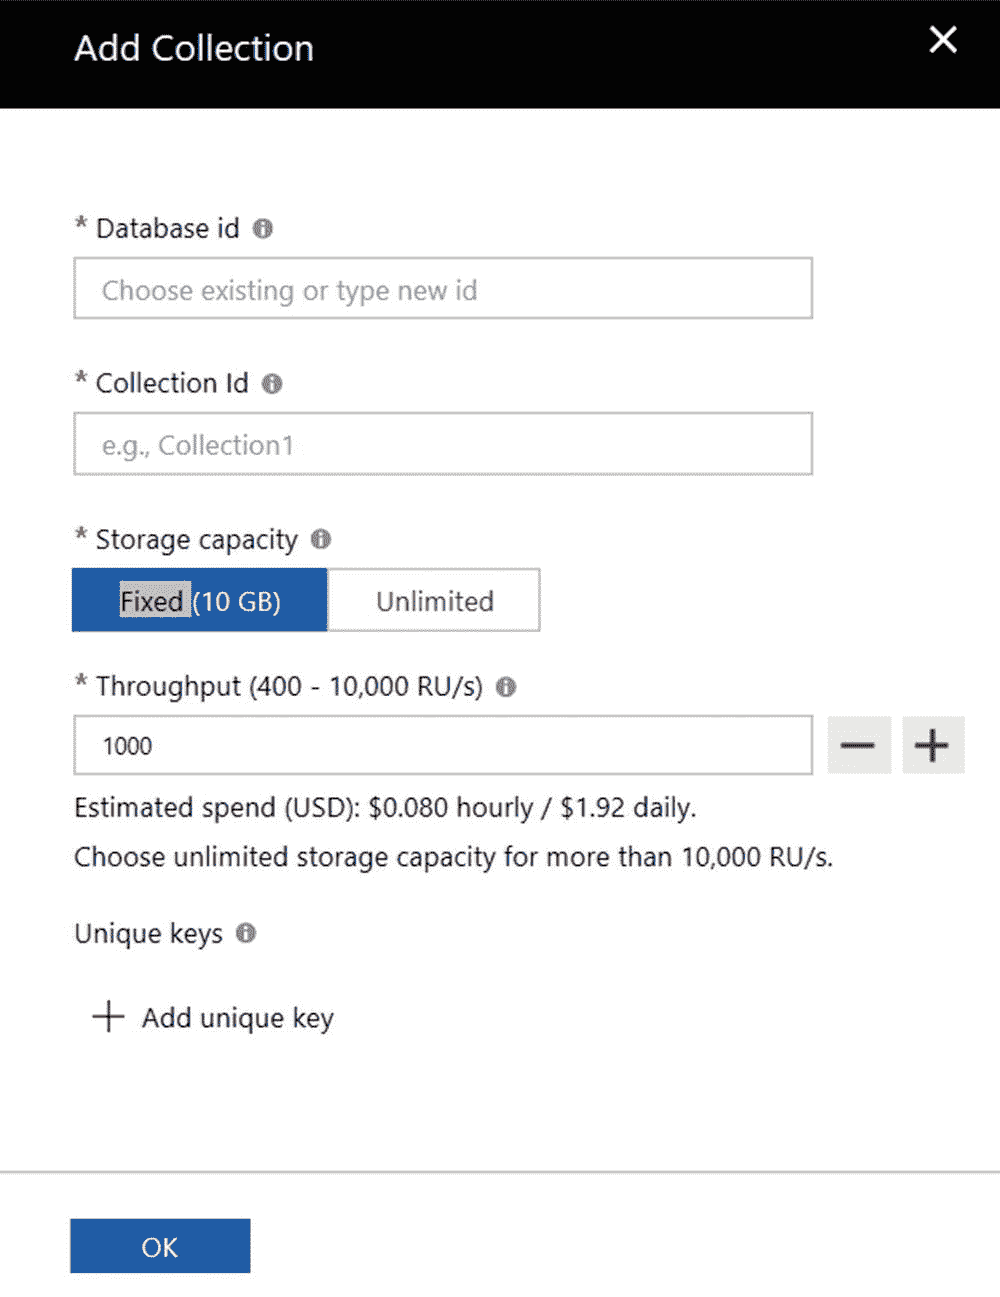 Add Collection
* Database id
Choose existing or type new id
* Collection Id
e.g., Collection1
* Storage capacity
Fixed (10 GB) Unlimited
* Throughput (400 - 10,000 RU/s)
1000
Estimated spend (USD): $0.080 hourly / $1.92 daily.
Choose unlimited storage capacity for more than 10,000 RU/s.
Unique keys
Add unique key
OK